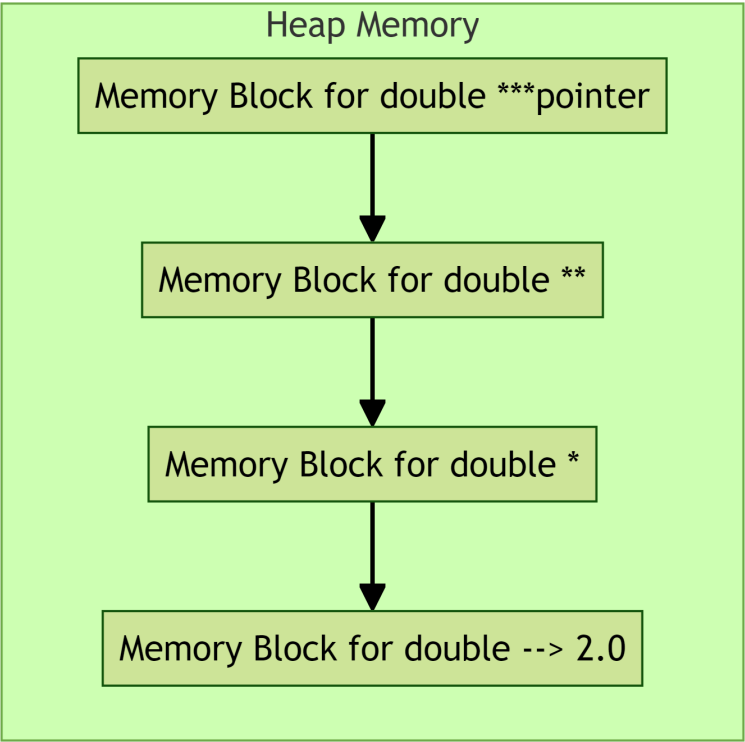 Heap Memory
Memory Block for double ***pointer
Memory Block for double **
Memory Block for double *
Memory Block for double --> 2.0